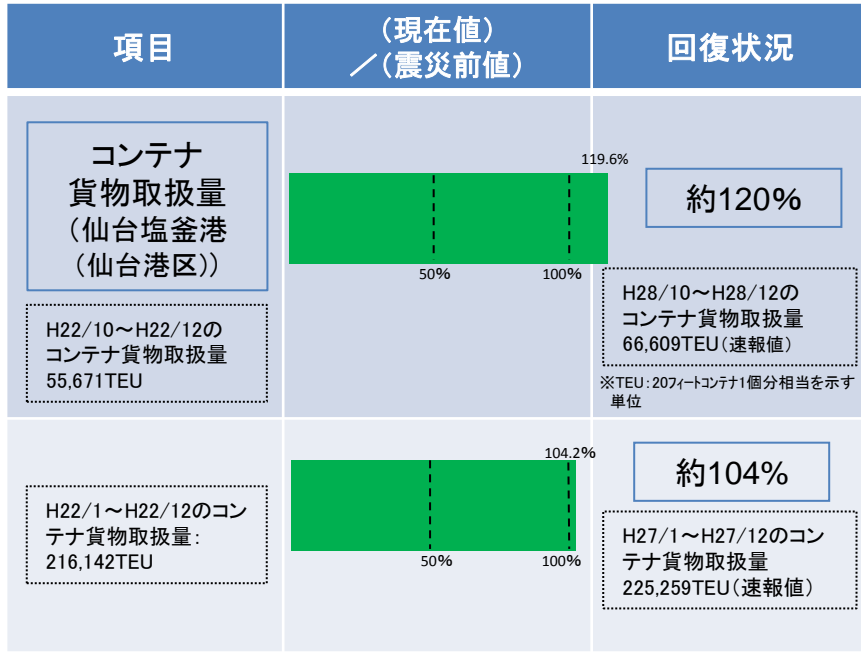 項目
(現在値)
／(震災前値)
回復状況
コンテナ
貨物取扱量
(仙台塩釜港
(仙台港区))
H22/10～H22/12の
コンテナ貨物取扱量
55,671TEU
119.6%
50%
100%
約120%
H28/10～H28/12の
コンテナ貨物取扱量
66,609TEU(速報値)
※TEU:20フィートコンテナ1個分相当を示す
単位
H22/1～H22/12のコン
テナ貨物取扱量:
216,142TEU
104.2%
50%
100%
約104%
H27/1～H27/12のコン
テナ貨物取扱量
225,259TEU(速報値)